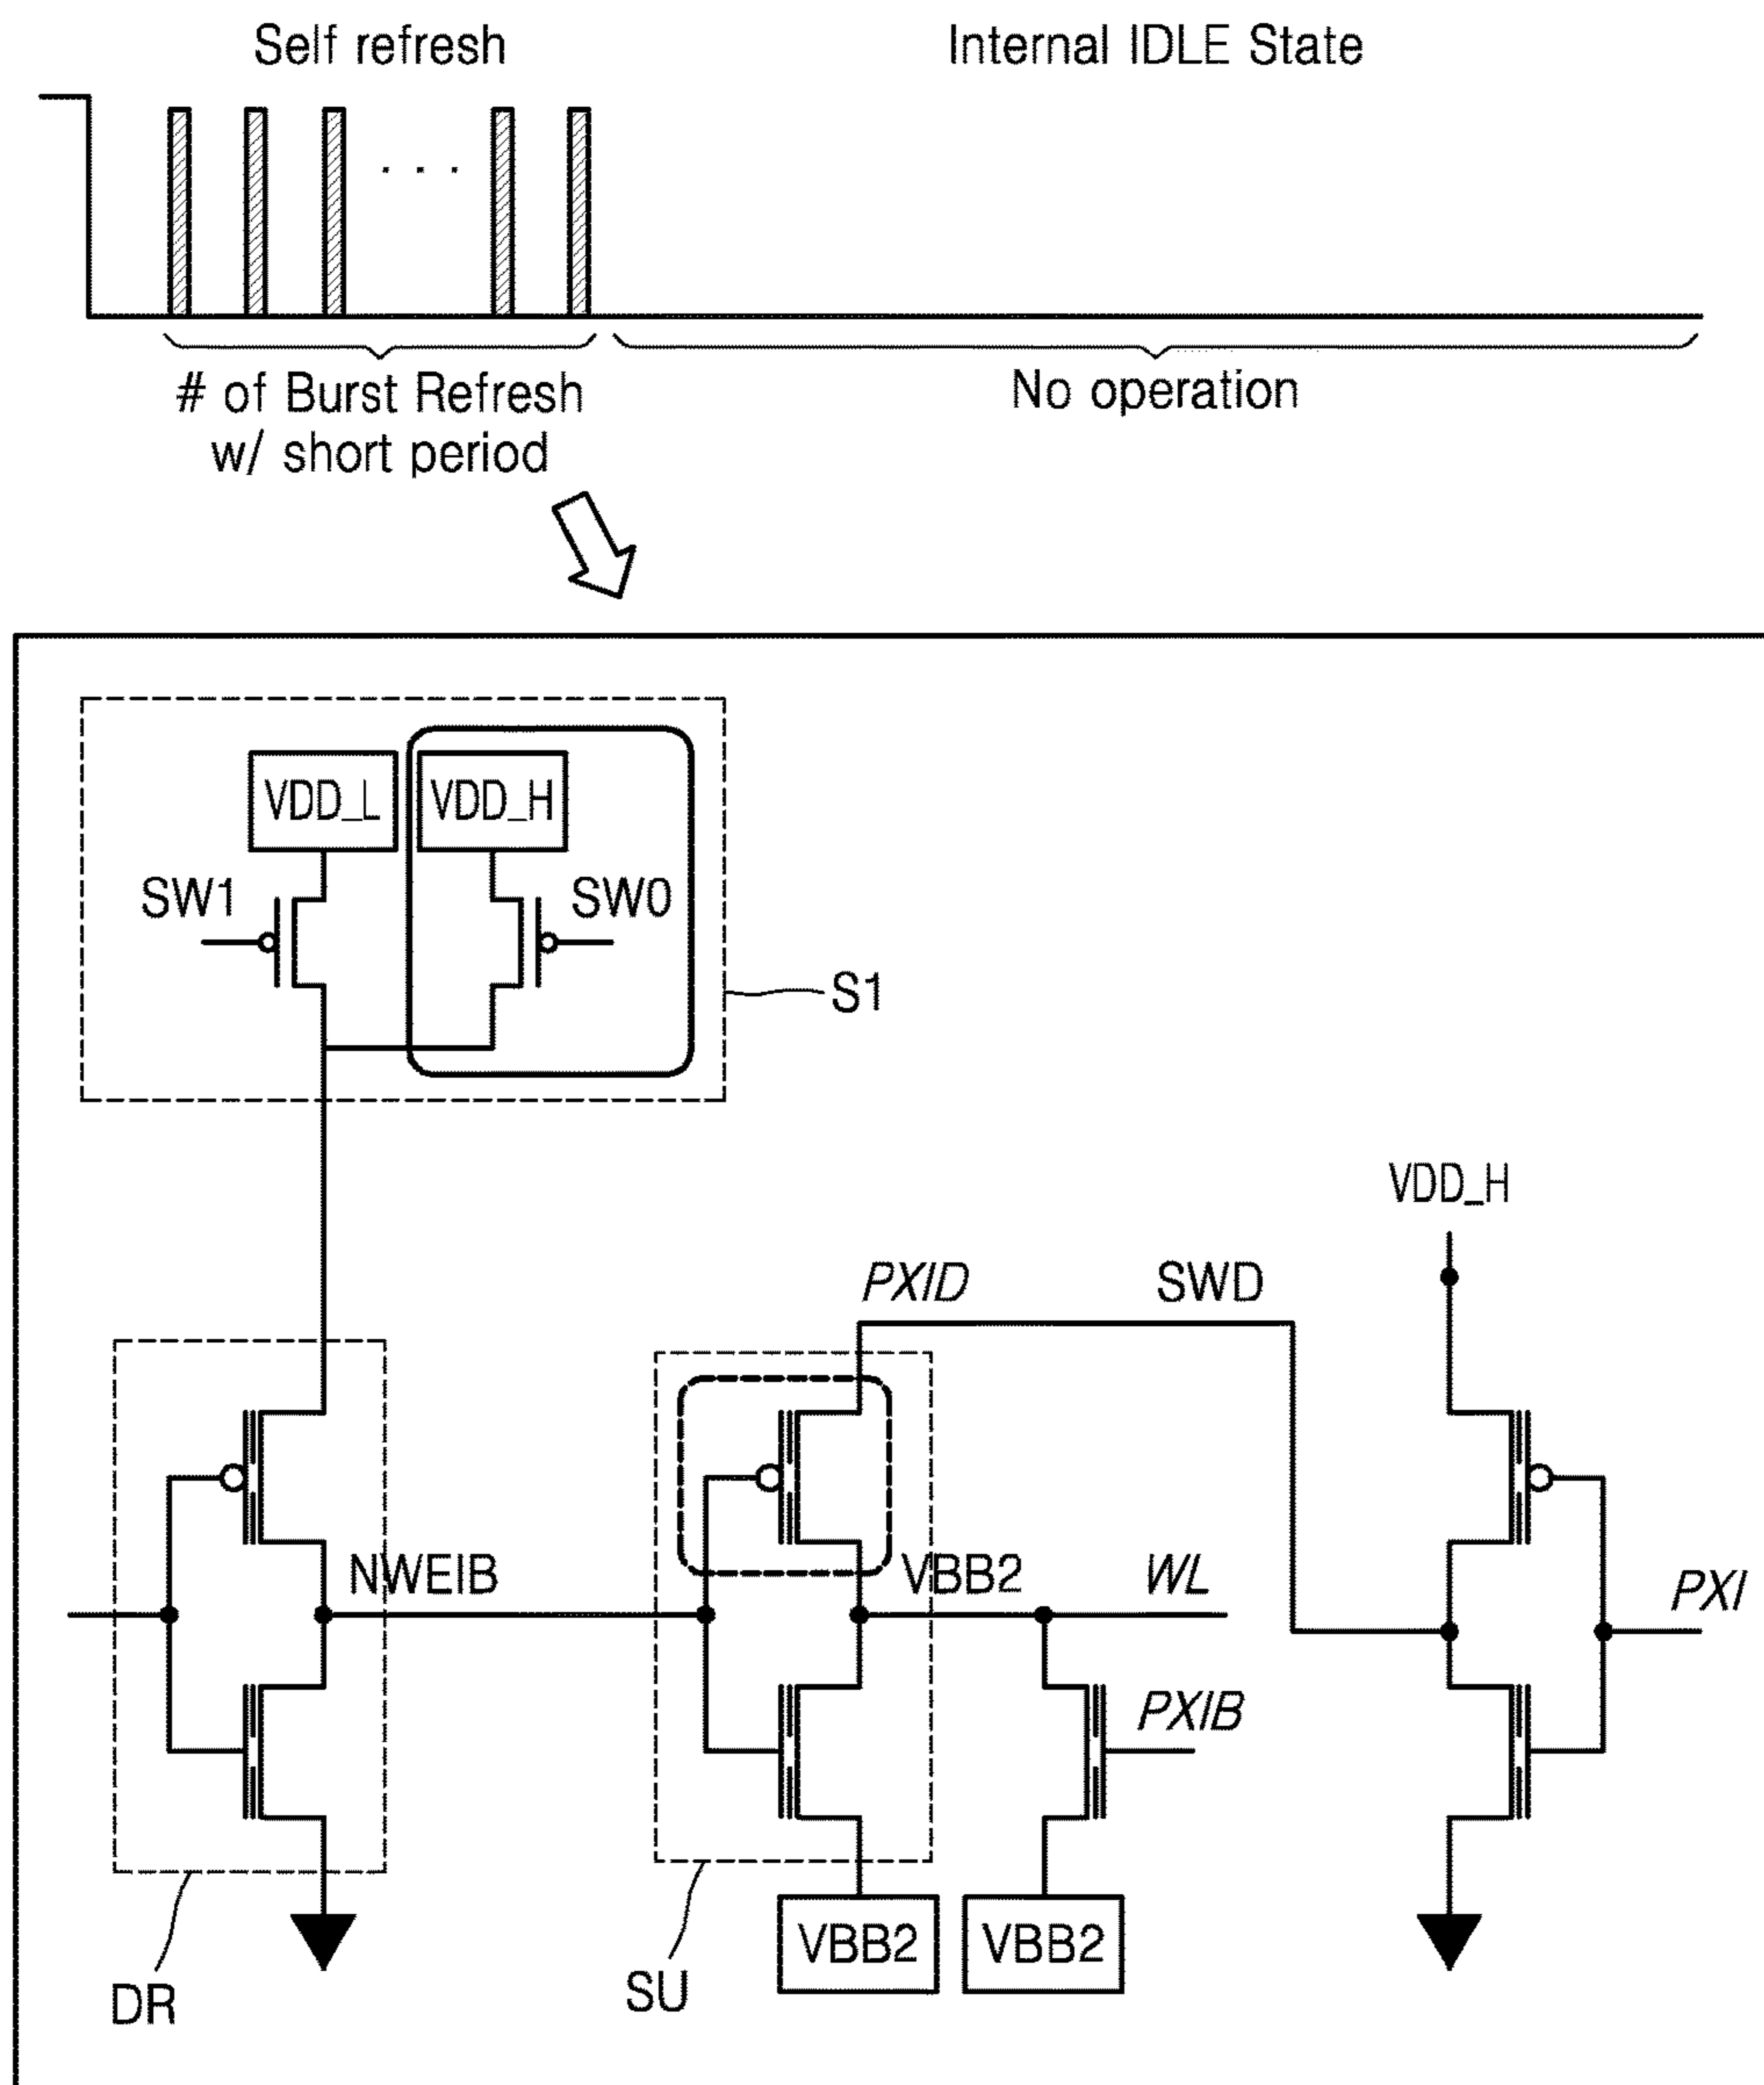 Self refresh
Internal IDLE State
. . .
# of Burst Refresh
w/ short period
No operation
VDD_L
VDD_H
SW1
SW0
S1
VDD_H
PXID
SWD
NWEIB
VBB2
WL
PXI
PXIB
VBB2
VBB2
DR
SU